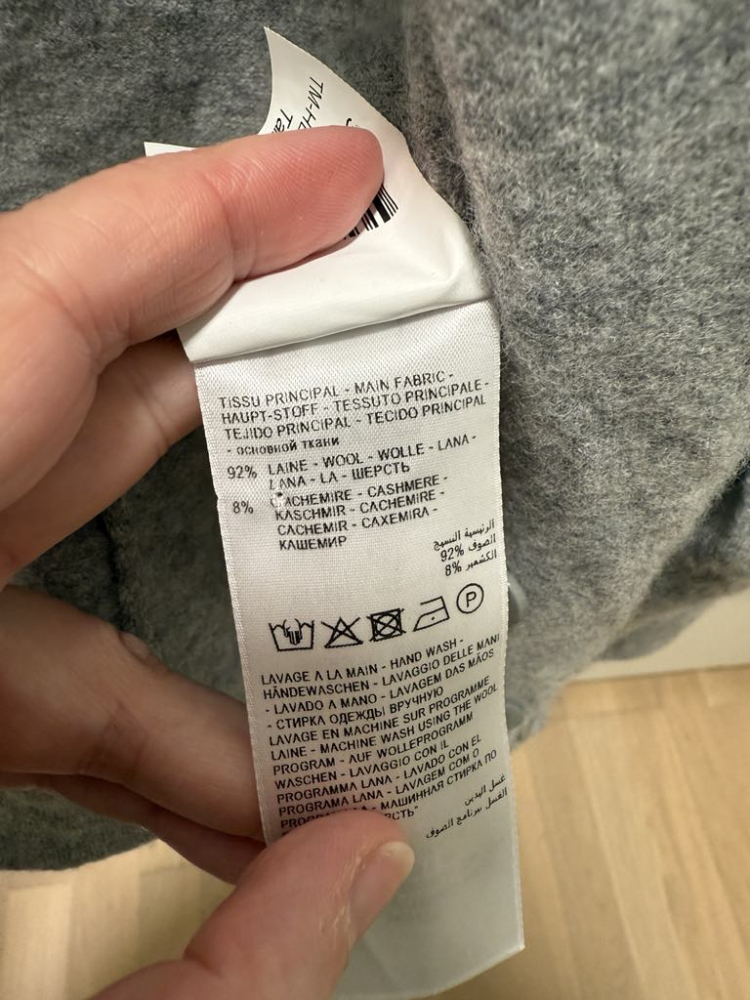 TISSU PRINCIPAL - MAIN FABRIC -
HAUPT-STOFF - TESSUTO PRINCIPALE -
TEJIDO PRINCIPAL - TECIDO PRINCIPAL
- основной ткани
92% LAINE - WOOL - WOLLE - LANA -
LANA - LA - ШЕРСТЬ
8% CACHEMIRE - CASHMERE -
KASCHMIR - CACHEMIRE -
CACHEMIR - CAXEMIRA -
КАШЕМИР
الرئيسية النسيج
92% الصوف
8% الكشمير
P
LAVAGE A LA MAIN - HAND WASH -
HÄNDEWASCHEN - LAVAGGIO DELLE MANI
- LAVADO A MANO - LAVAGEM DAS MÃOS
- СТИРКА ОДЕЖДЫ ВРУЧНУЮ
LAVAGE EN MACHINE SUR PROGRAMME
LAINE - MACHINE WASH USING THE WOOL
PROGRAM - AUF WOLLEPROGRAMM
WASCHEN - LAVAGGIO CON IL
PROGRAMMA LANA - LAVADO CON EL
PROGRAMA LANA - LAVAGEM COM O
- МАШИННАЯ СТИРКА ПО
غسل اليدين
الغسل ببرنامج الصوف